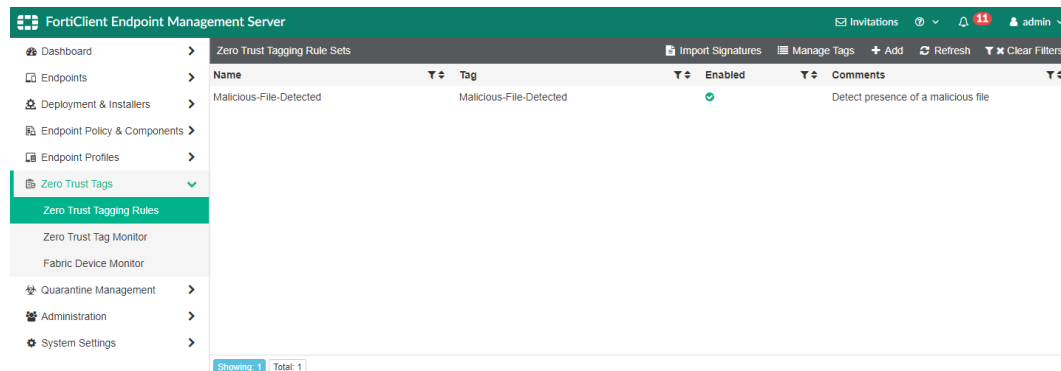 FortiClient Endpoint Management Server
Invitations
11
admin
Dashboard
Endpoints
Deployment & Installers
Endpoint Policy & Components
Endpoint Profiles
Zero Trust Tags
Zero Trust Tagging Rules
Zero Trust Tag Monitor
Fabric Device Monitor
Quarantine Management
Administration
System Settings
Zero Trust Tagging Rule Sets
Import Signatures
Manage Tags
+ Add
Refresh
Clear Filters
Name Tag Enabled Comments
Malicious-File-Detected Malicious-File-Detected Detect presence of a malicious file
Showing: 1 Total: 1